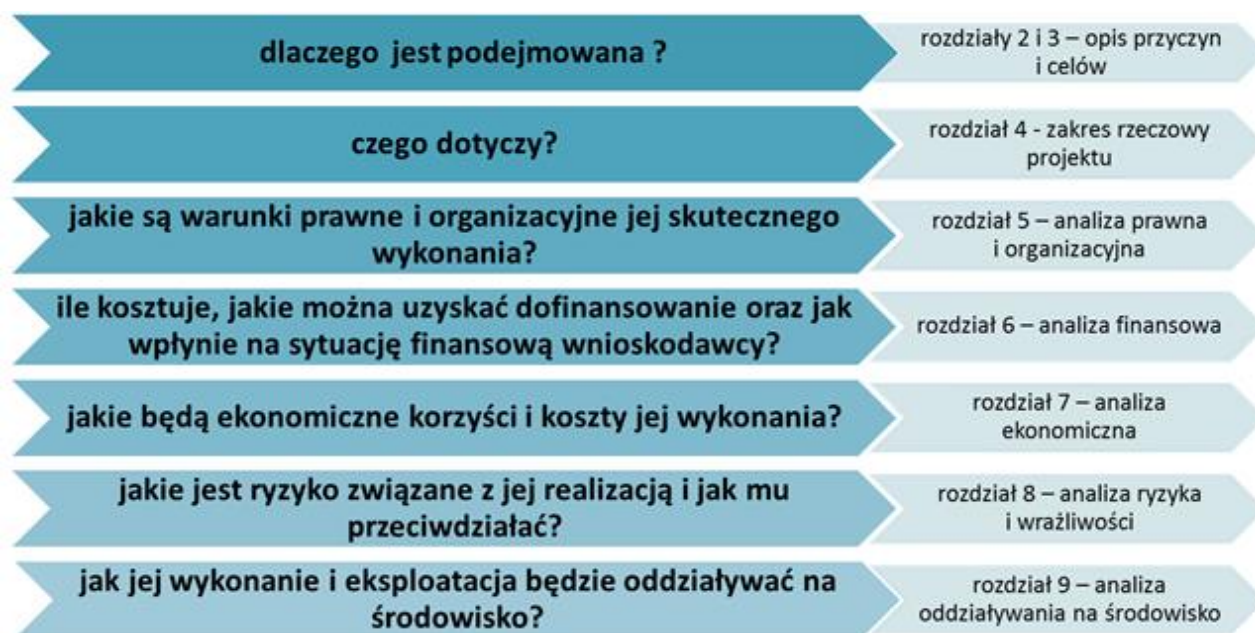 dlaczego jest podejmowana ?
rozdziały 2 i 3 – opis przyczyn
i celów
czego dotyczy?
rozdział 4 - zakres rzeczowy
projektu
jakie są warunki prawne i organizacyjne jej skutecznego
wykonania?
rozdział 5 – analiza prawna
i organizacyjna
ile kosztuje, jakie można uzyskać dofinansowanie oraz jak
wpłynie na sytuację finansową wnioskodawcy?
rozdział 6 – analiza finansowa
jakie będą ekonomiczne korzyści i koszty jej wykonania?
rozdział 7 – analiza
ekonomiczna
jakie jest ryzyko związane z jej realizacją i jak mu
przeciwdziałać?
rozdział 8 – analiza ryzyka
i wrażliwości
jak jej wykonanie i eksploatacja będzie oddziaływać na
środowisko?
rozdział 9 – analiza
oddziaływania na środowisko